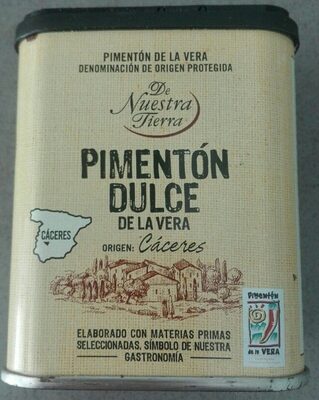 PIMENTÓN DE LA VERA
DENOMINACIÓN DE ORIGEN PROTEGIDA
De
Nuestra
Tierra
PIMENTÓN
DULCE
DE LA VERA
CÁCERES
ORIGEN: Cáceres
Pimentón
de la VERA
ELABORADO CON MATERIAS PRIMAS
SELECCIONADAS, SÍMBOLO DE NUESTRA
GASTRONOMÍA